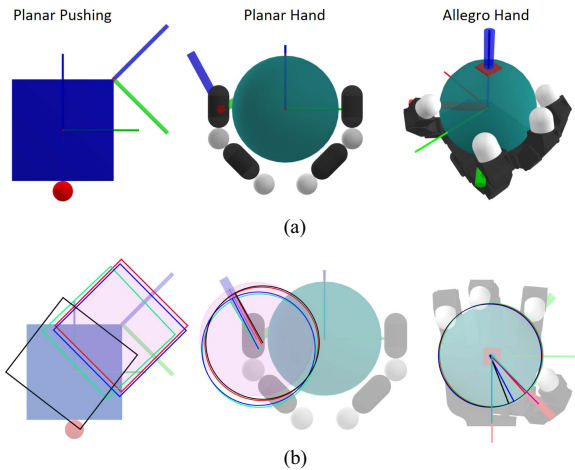 Planar Pushing
Planar Hand
Allegro Hand
(a)
(b)